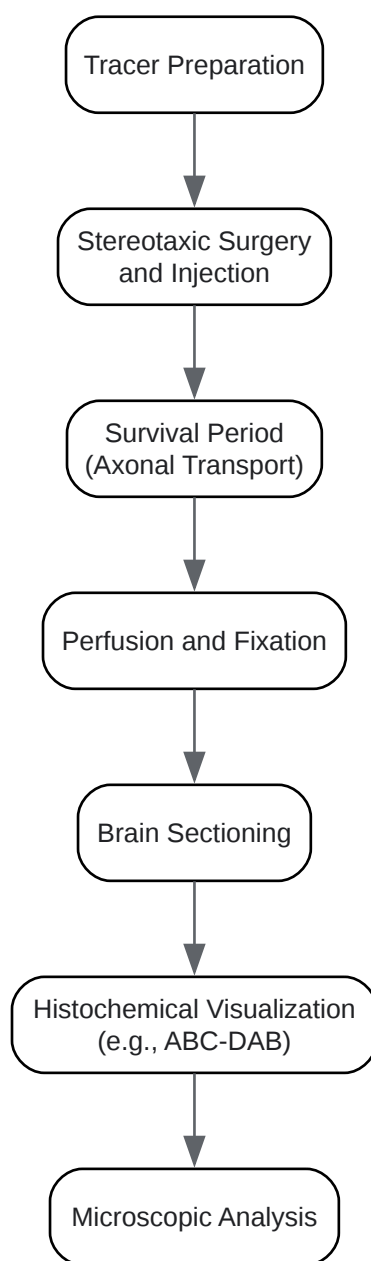 Tracer Preparation
Stereotaxic Surgery
and Injection
Survival Period
(Axonal Transport)
Perfusion and Fixation
Brain Sectioning
Histochemical Visualization
(e.g., ABC-DAB)
Microscopic Analysis